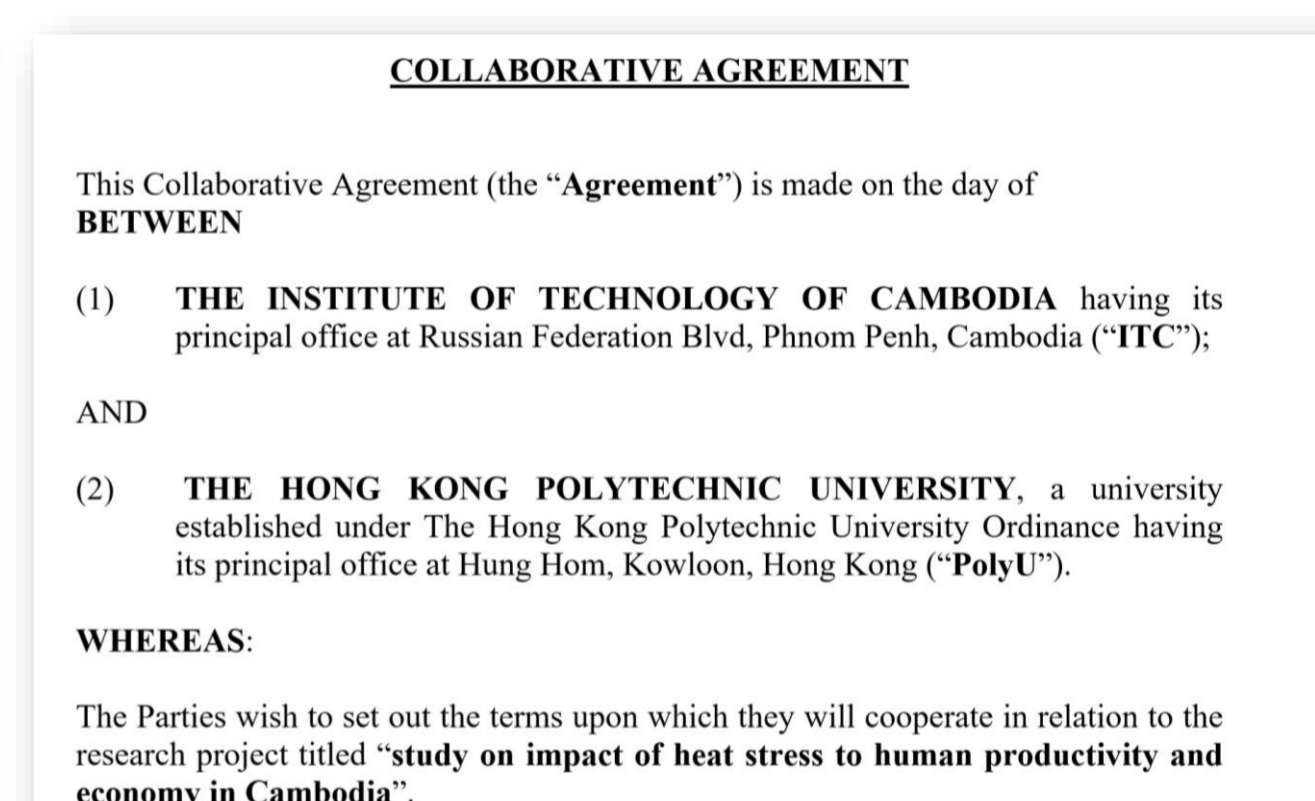 COLLABORATIVE AGREEMENT
This Collaborative Agreement (the “Agreement”) is made on the day of
BETWEEN
(1) THE INSTITUTE OF TECHNOLOGY OF CAMBODIA having its
principal office at Russian Federation Blvd, Phnom Penh, Cambodia (“ITC”);
AND
(2) THE HONG KONG POLYTECHNIC UNIVERSITY, a university
established under The Hong Kong Polytechnic University Ordinance having
its principal office at Hung Hom, Kowloon, Hong Kong (“PolyU”).
WHEREAS:
The Parties wish to set out the terms upon which they will cooperate in relation to the
research project titled “study on impact of heat stress to human productivity and
economy in Cambodia”.